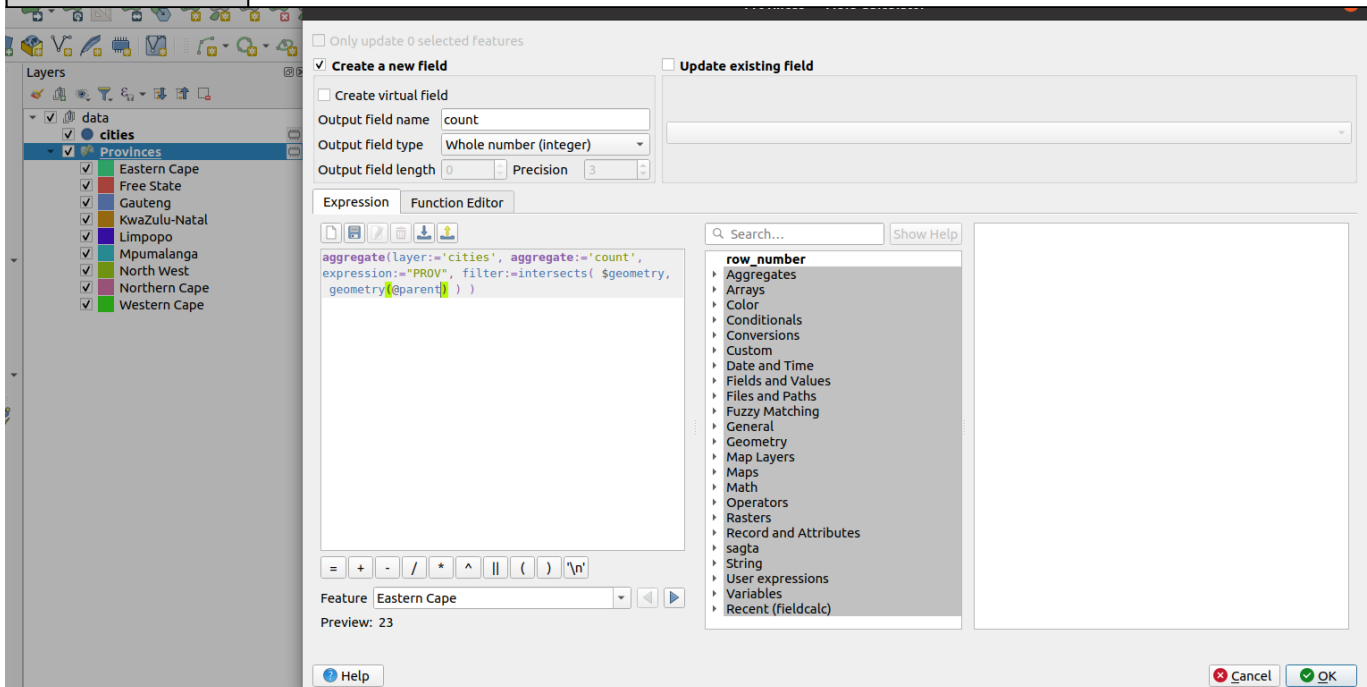 Only update 0 selected features
Create a new field
Update existing field
Create virtual field
Output field name count
Output field type Whole number (integer)
Output field length 0 Precision 3
Layers
data
cities
Provinces
Eastern Cape
Free State
Gauteng
KwaZulu-Natal
Limpopo
Mpumalanga
North West
Northern Cape
Western Cape
Expression Function Editor
aggregate(layer:='cities', aggregate:='count',
expression:="PROV", filter:=intersects( $geometry,
geometry(@parent) ) )
= + - / * ^ || ( ) '\n'
Feature Eastern Cape
Preview: 23
Search... Show Help
row_number
Aggregates
Arrays
Color
Conditionals
Conversions
Custom
Date and Time
Fields and Values
Files and Paths
Fuzzy Matching
General
Geometry
Map Layers
Maps
Math
Operators
Rasters
Record and Attributes
sagta
String
User expressions
Variables
Recent (fieldcalc)
Help
Cancel OK